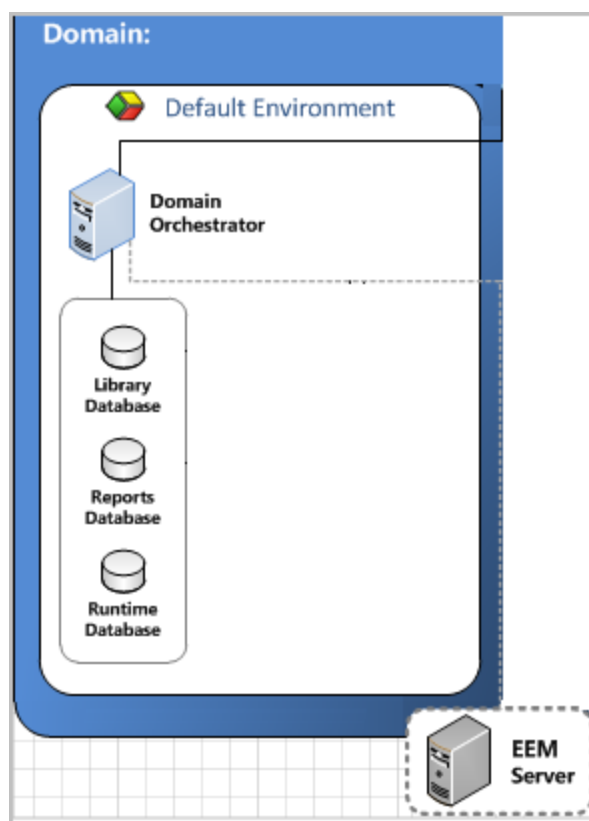 Domain:
Default Environment
Domain
Orchestrator
Library
Database
Reports
Database
Runtime
Database
EEM
Server